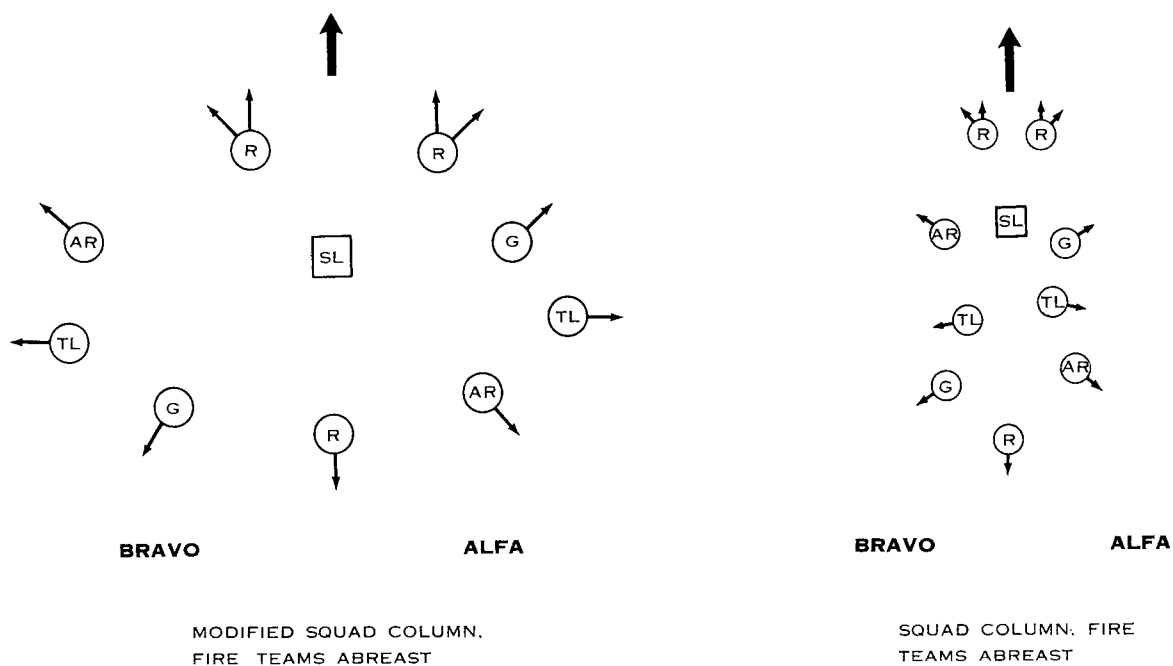 R
R
AR
SL
G
TL
TL
G
AR
R
BRAVO ALFA
MODIFIED SQUAD COLUMN,
FIRE TEAMS ABREAST
R R
SL
AR
G
TL
TL
AR
G
R
BRAVO ALFA
SQUAD COLUMN, FIRE
TEAMS ABREAST